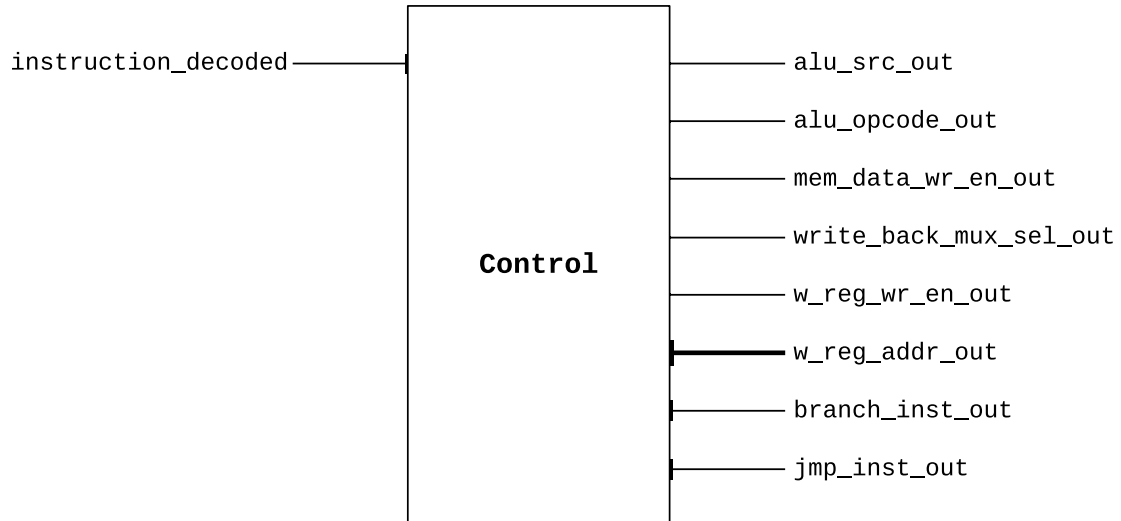 instruction_decoded
alu_src_out
alu_opcode_out
mem_data_wr_en_out
write_back_mux_sel_out
Control
w_reg_wr_en_out
w_reg_addr_out
branch_inst_out
jmp_inst_out